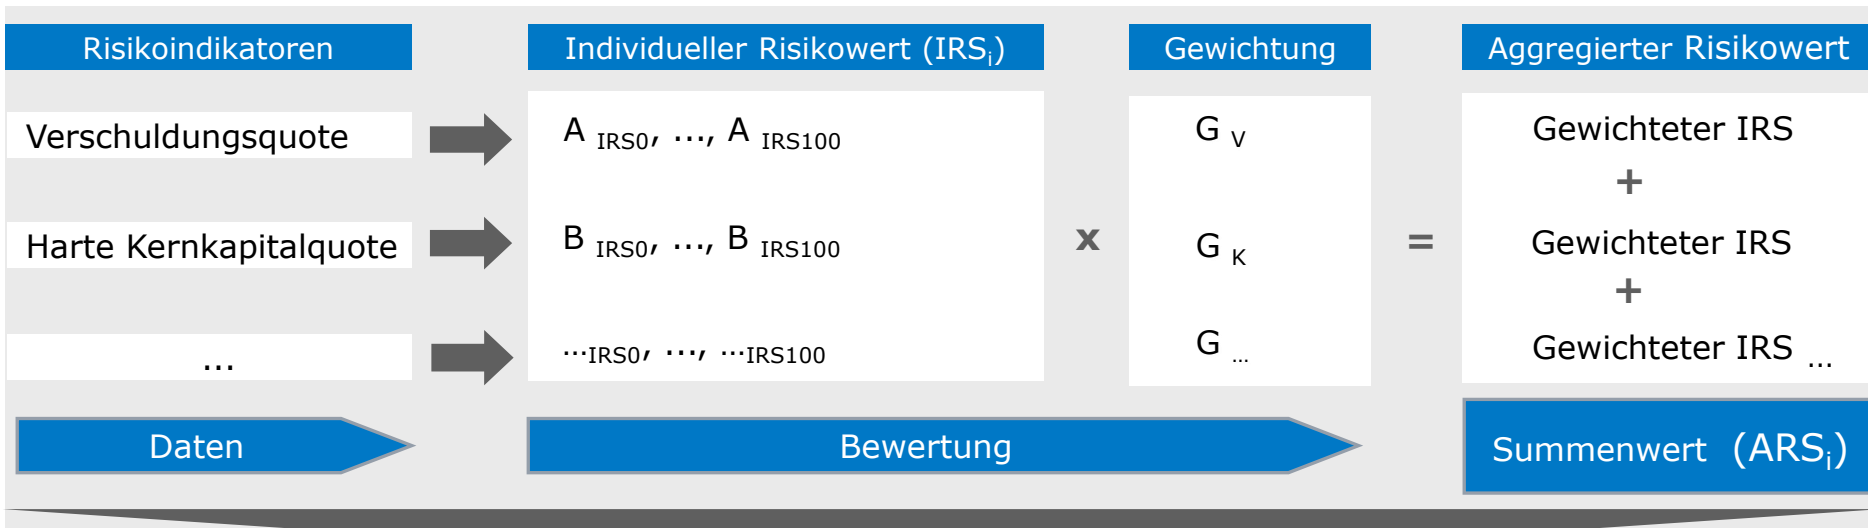 Risikoindikatoren
Individueller Risikowert (IRSi)
Gewichtung
Aggregierter Risikowert
Verschuldungsquote
A IRS0, ..., A IRS100
G V
Gewichteter IRS
+
Harte Kernkapitalquote
B IRS0, ..., B IRS100
x
G K
=
Gewichteter IRS
+
...
...IRS0, ..., ...IRS100
G ...
Gewichteter IRS ...
Daten
Bewertung
Summenwert (ARSi)